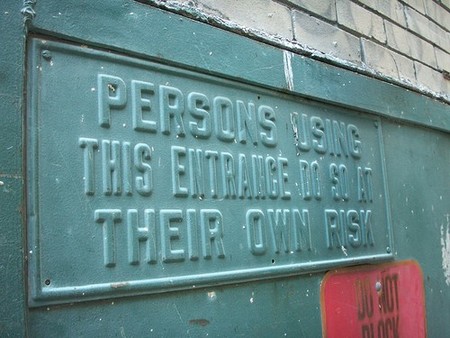 PERSONS USING
THIS ENTRANCE DO SO AT
THEIR OWN RISK
DO NOT
BLOCK